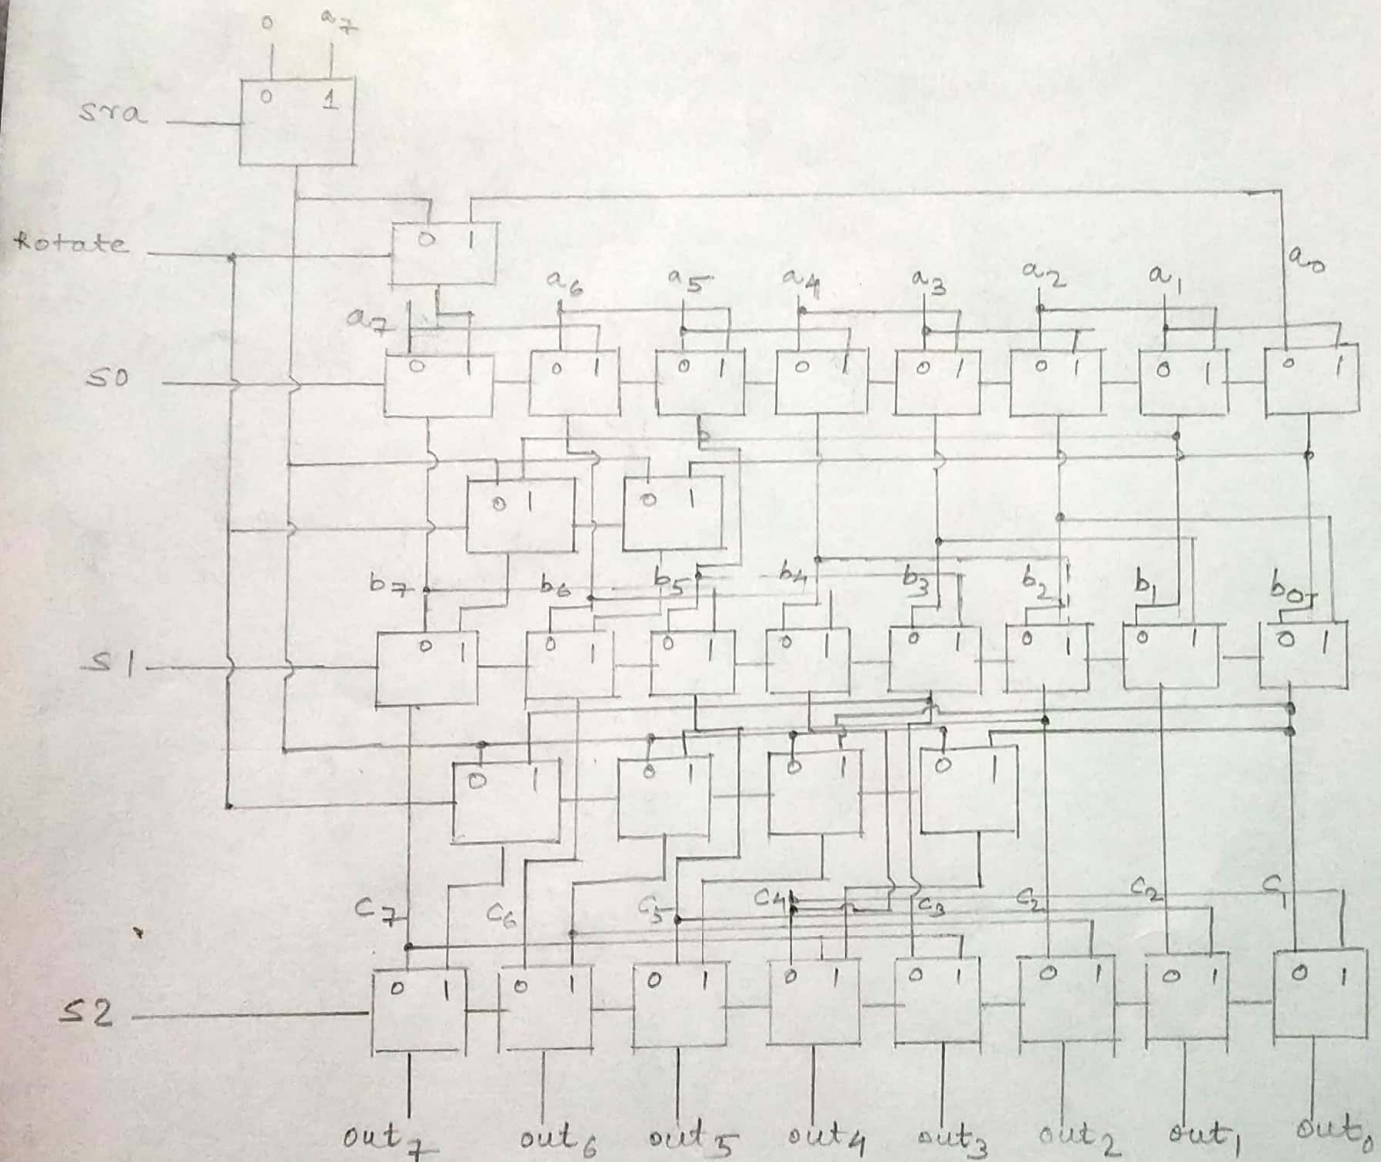 0 a7
sra 0 1
Rotate 0 1 a0
a7 a6 a5 a4 a3 a2 a1
S0 0 1 0 1 0 1 0 1 0 1 0 1 0 1 0 1
0 1 0 1
b7 b6 b5 b4 b3 b2 b1 b0
S1 0 1 0 1 0 1 0 1 0 1 0 1 0 1 0 1
0 1 0 1 0 1 0 1
C7 C6 C5 C4 C3 C2 C2 C1
S2 0 1 0 1 0 1 0 1 0 1 0 1 0 1 0 1
out7 out6 out5 out4 out3 out2 out1 out0